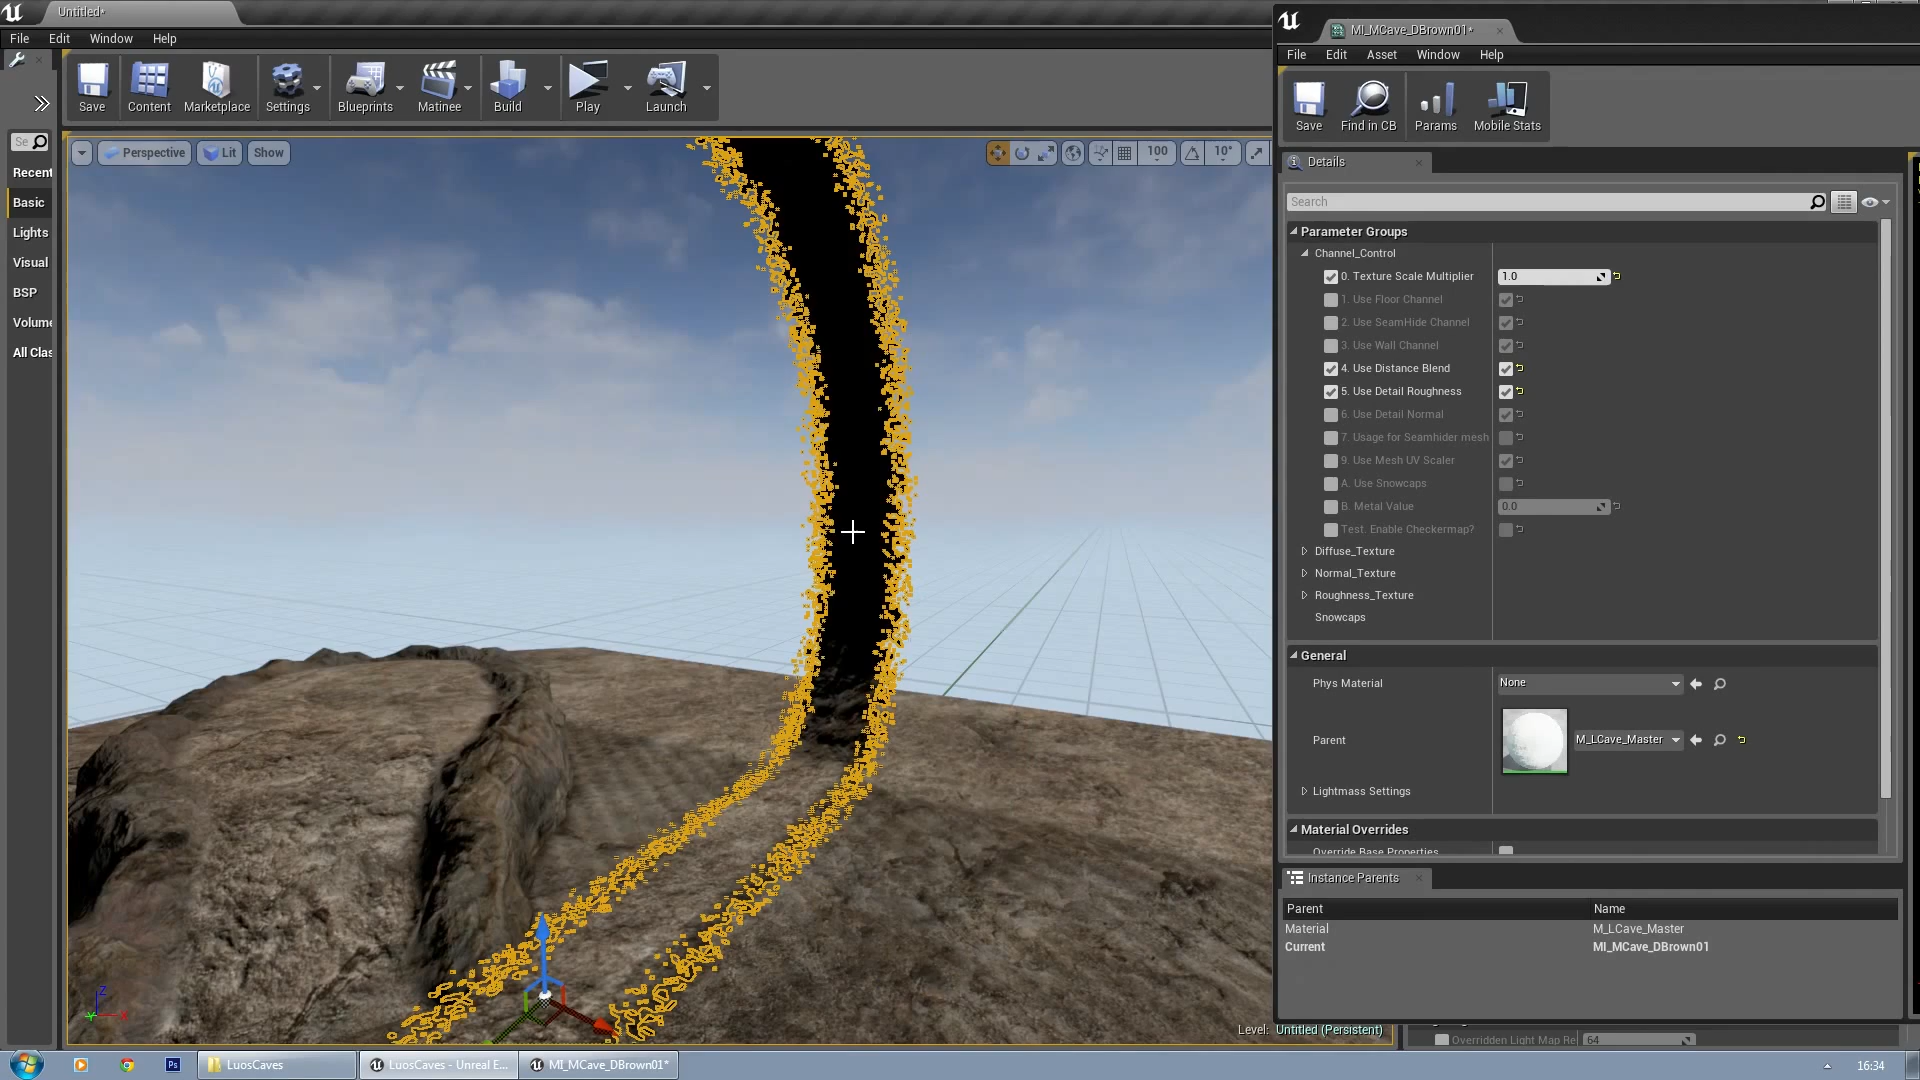 Untitled*
File Edit Window Help
Save
Content
Marketplace
Settings
Blueprints
Matinee
Build
Play
Launch
Se
Recent
Basic
Lights
Visual
BSP
Volume
All Clas
Perspective
Lit
Show
100
10°
Z
Y
X
Level: Untitled (Persistent)
MI_MCave_DBrown01*
File Edit Asset Window Help
Save
Find in CB
Params
Mobile Stats
Details
Search
Parameter Groups
Channel_Control
0. Texture Scale Multiplier 1.0
1. Use Floor Channel
2. Use SeamHide Channel
3. Use Wall Channel
4. Use Distance Blend
5. Use Detail Roughness
6. Use Detail Normal
7. Usage for Seamhider mesh
9. Use Mesh UV Scaler
A. Use Snowcaps
B. Metal Value 0.0
Test. Enable Checkermap?
Diffuse_Texture
Normal_Texture
Roughness_Texture
Snowcaps
General
Phys Material None
Parent M_LCave_Master
Lightmass Settings
Material Overrides
Override Base Properties
Instance Parents
Parent Name
Material M_LCave_Master
Current MI_MCave_DBrown01
Overridden Light Map Re 64
LuosCaves
LuosCaves - Unreal E...
MI_MCave_DBrown01*
16:34